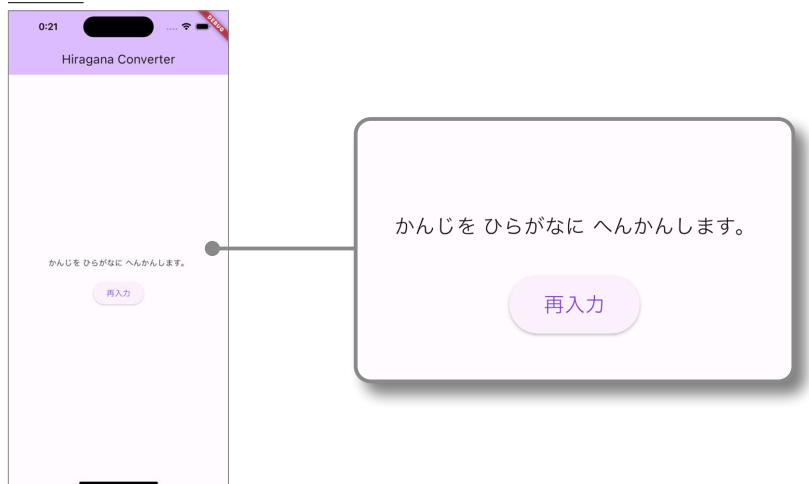 0:21
DEBUG
Hiragana Converter
かんじを ひらがなに へんかんします。
再入力
かんじを ひらがなに へんかんします。
再入力